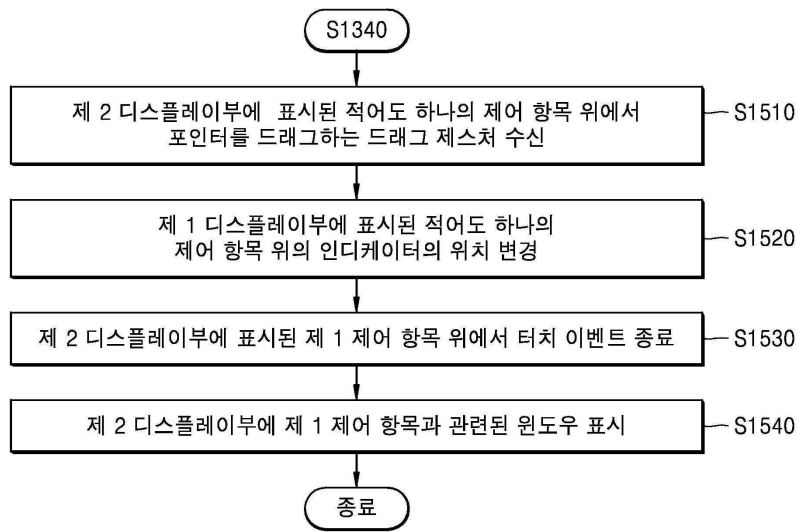 S1340
제 2 디스플레이부에 표시된 적어도 하나의 제어 항목 위에서
포인터를 드래그하는 드래그 제스처 수신
S1510
제 1 디스플레이부에 표시된 적어도 하나의
제어 항목 위의 인디케이터의 위치 변경
S1520
제 2 디스플레이부에 표시된 제 1 제어 항목 위에서 터치 이벤트 종료
S1530
제 2 디스플레이부에 제 1 제어 항목과 관련된 윈도우 표시
S1540
종료